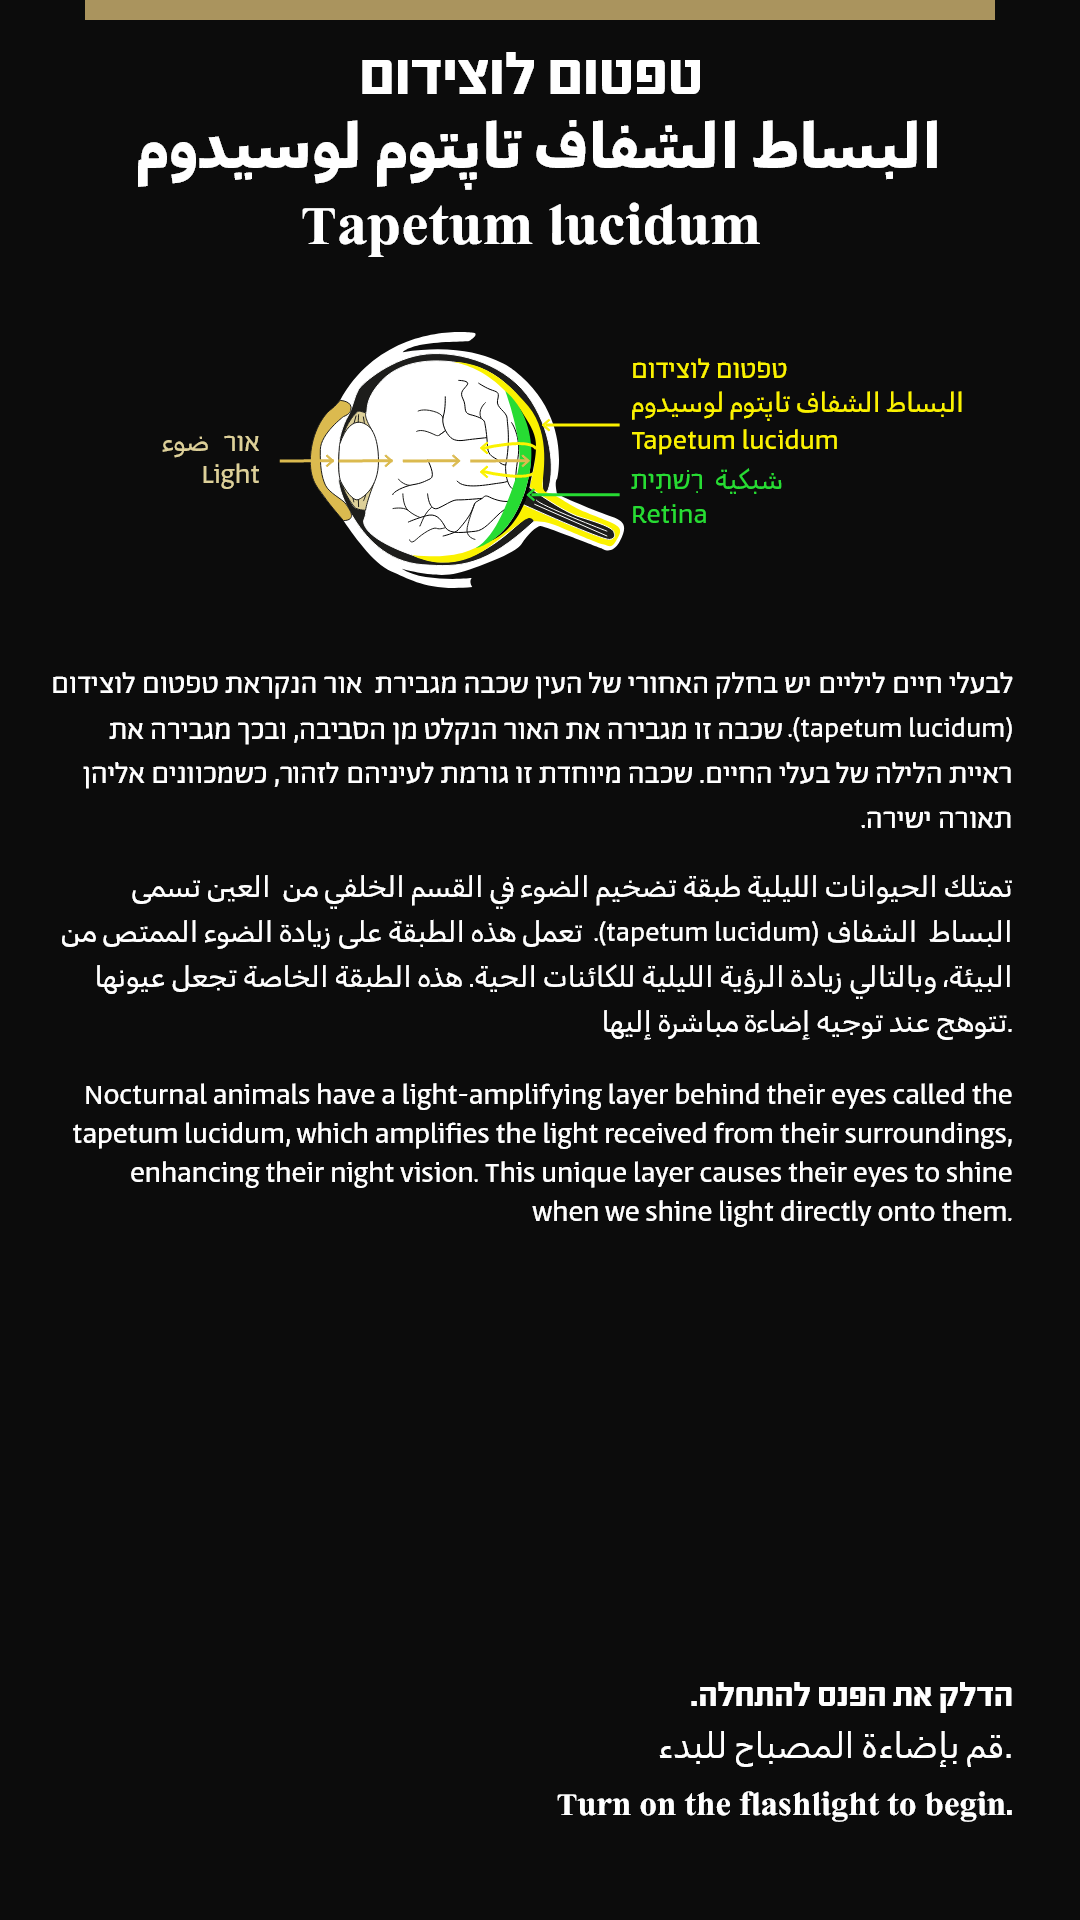 טפטום לוצידום
البساط الشفاف تاپتوم لوسيدوم
Tapetum lucidum
טפטום לוצידום
البساط الشفاف تاپتوم لوسيدوم
Tapetum lucidum
אור ضوء
Light
شبكية רִשְׁתִּית
Retina
לבעלי חיים ליליים יש בחלק האחורי של העין שכבה מגבירת אור הנקראת טפטום לוצידום
(tapetum lucidum). שכבה זו מגבירה את האור הנקלט מן הסביבה, ובכך מגבירה את
ראיית הלילה של בעלי החיים. שכבה מיוחדת זו גורמת לעיניהם לזהור, כשמכוונים אליהן
תאורה ישירה.
تمتلك الحيوانات الليلية طبقة تضخيم الضوء في القسم الخلفي من العين تسمى
البساط الشفاف (tapetum lucidum). تعمل هذه الطبقة على زيادة الضوء الممتص من
البيئة، وبالتالي زيادة الرؤية الليلية للكائنات الحية. هذه الطبقة الخاصة تجعل عيونها
.تتوهج عند توجيه إضاءة مباشرة إليها
Nocturnal animals have a light-amplifying layer behind their eyes called the
tapetum lucidum, which amplifies the light received from their surroundings,
enhancing their night vision. This unique layer causes their eyes to shine
when we shine light directly onto them.
הדלק את הפנס להתחלה.
.قم بإضاءة المصباح للبدء
Turn on the flashlight to begin.